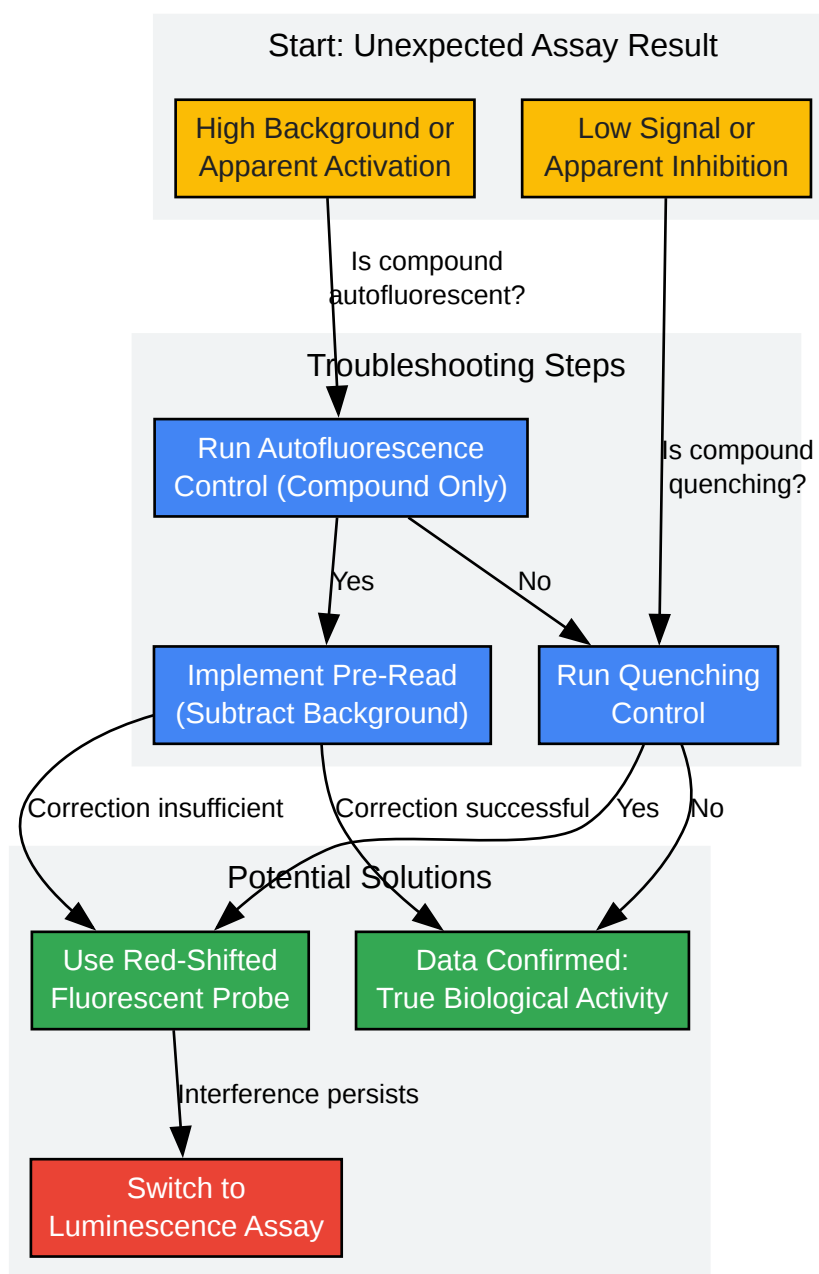 Start: Unexpected Assay Result
High Background or
Apparent Activation
Low Signal or
Apparent Inhibition
Is compound
autofluorescent?
Troubleshooting Steps
Run Autofluorescence
Control (Compound Only)
Is compound
quenching?
Yes
No
Implement Pre-Read
(Subtract Background)
Run Quenching
Control
Correction insufficient
Correction successful
Yes
No
Potential Solutions
Use Red-Shifted
Fluorescent Probe
Data Confirmed:
True Biological Activity
Interference persists
Switch to
Luminescence Assay